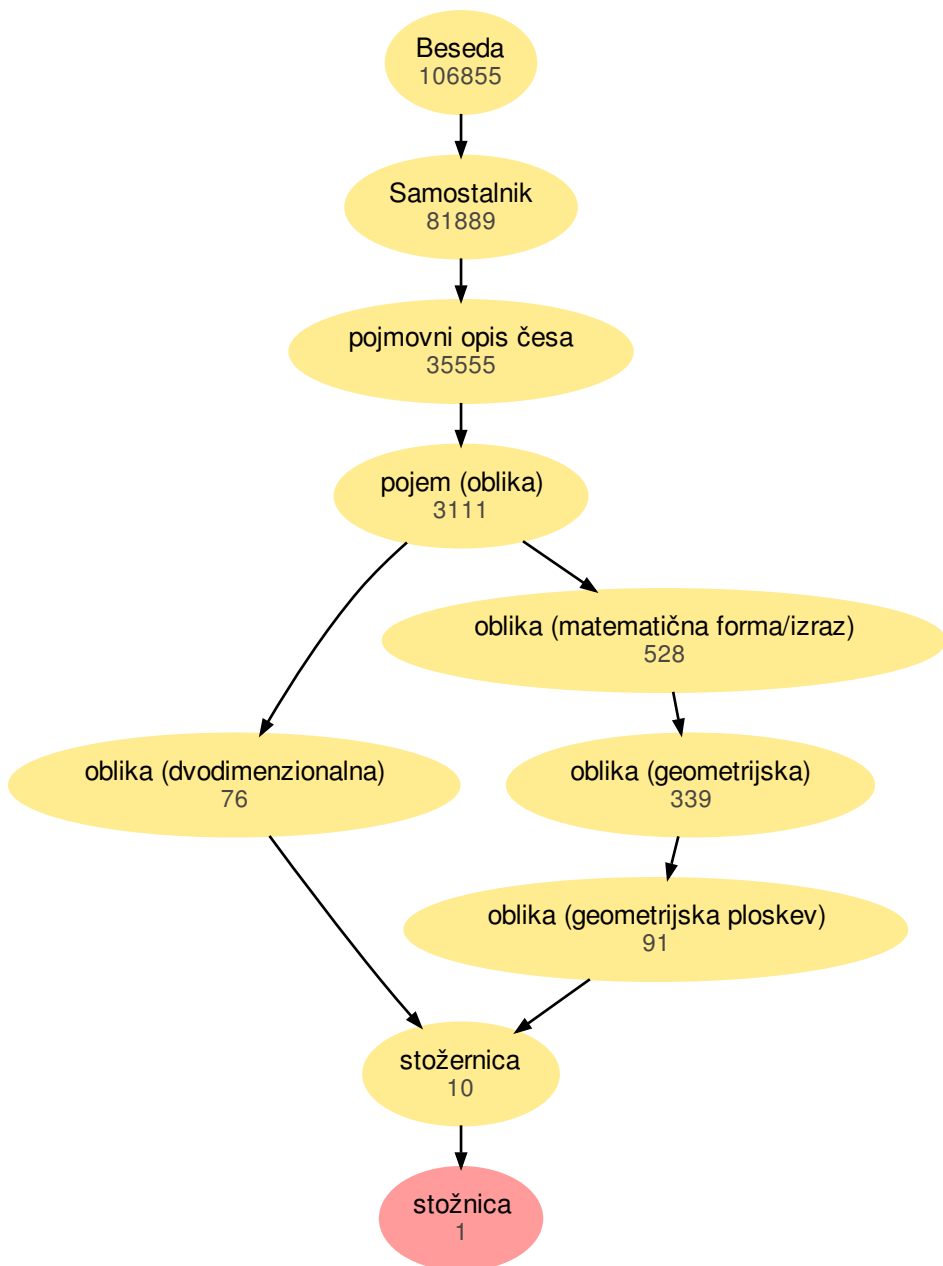 Beseda
106855
Samostalnik
81889
pojmovni opis česa
35555
pojem (oblika)
3111
oblika (matematična forma/izraz)
528
oblika (dvodimenzionalna)
76
oblika (geometrijska)
339
oblika (geometrijska ploskev)
91
stožernica
10
stožnica
1